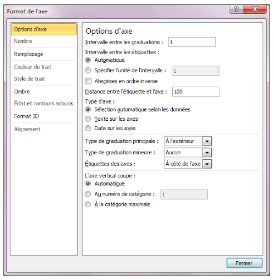 Format de l'axe
Options d'axe
Nombre
Remplissage
Couleur du trait
Style de trait
Ombre
Éclat et contours adoucis
Format 3D
Alignement
Options d'axe
Intervalle entre les graduations : 1
Intervalle entre les étiquettes :
Automatique
Spécifier l'unité de l'intervalle : 1
Abscisses en ordre inverse
Distance entre l'étiquette et l'axe : 100
Type d'axe :
Sélection automatique selon les données
Texte sur les axes
Date sur les axes
Type de graduation principale : À l'extérieur
Type de graduation mineure : Aucun
Étiquettes des axes : À côté de l'axe
L'axe vertical coupe :
Automatique
Au numéro de catégorie : 1
À la catégorie maximale
Fermer